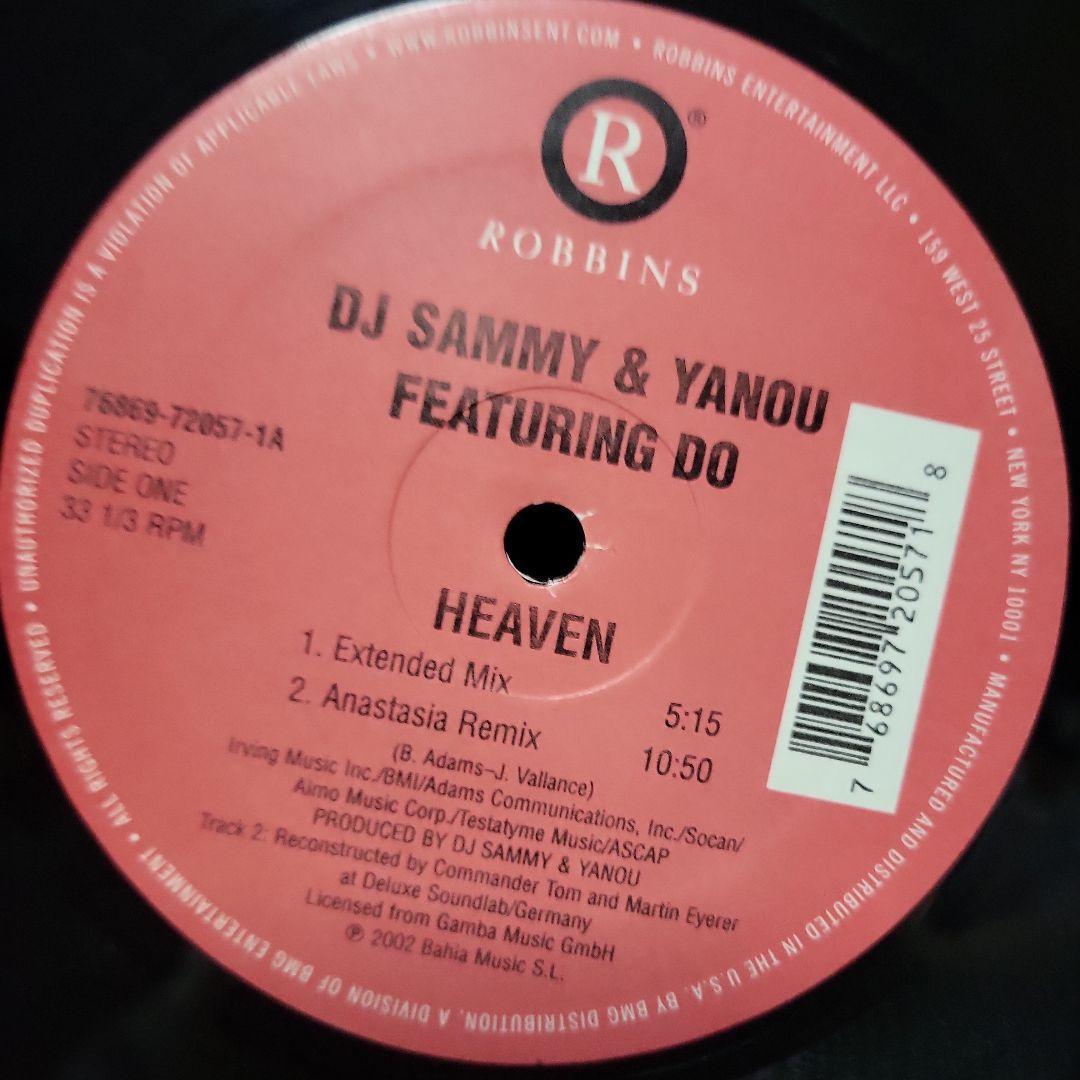 R®
ROBBINS
DJ SAMMY & YANOU
FEATURING DO
76869-72057-1A
STEREO
SIDE ONE
33 1/3 RPM
HEAVEN
1. Extended Mix 5:15
2. Anastasia Remix 10:50
(B. Adams–J. Vallance)
Irving Music Inc./BMI/Adams Communications, Inc./Socan/
Almo Music Corp./Testatyme Music/ASCAP
PRODUCED BY DJ SAMMY & YANOU
Track 2: Reconstructed by Commander Tom and Martin Eyerer
at Deluxe Soundlab/Germany
Licensed from Gamba Music GmbH
℗ 2002 Bahia Music S.L.
7 68697 20571 8
WWW.ROBBINSENT.COM • ROBBINS ENTERTAINMENT LLC • 159 WEST 25 STREET • NEW YORK NY 10001 • MANUFACTURED AND DISTRIBUTED IN THE U.S.A. BY BMG DISTRIBUTION, A DIVISION OF BMG ENTERTAINMENT • ALL RIGHTS RESERVED • UNAUTHORIZED DUPLICATION IS A VIOLATION OF APPLICABLE LAWS •